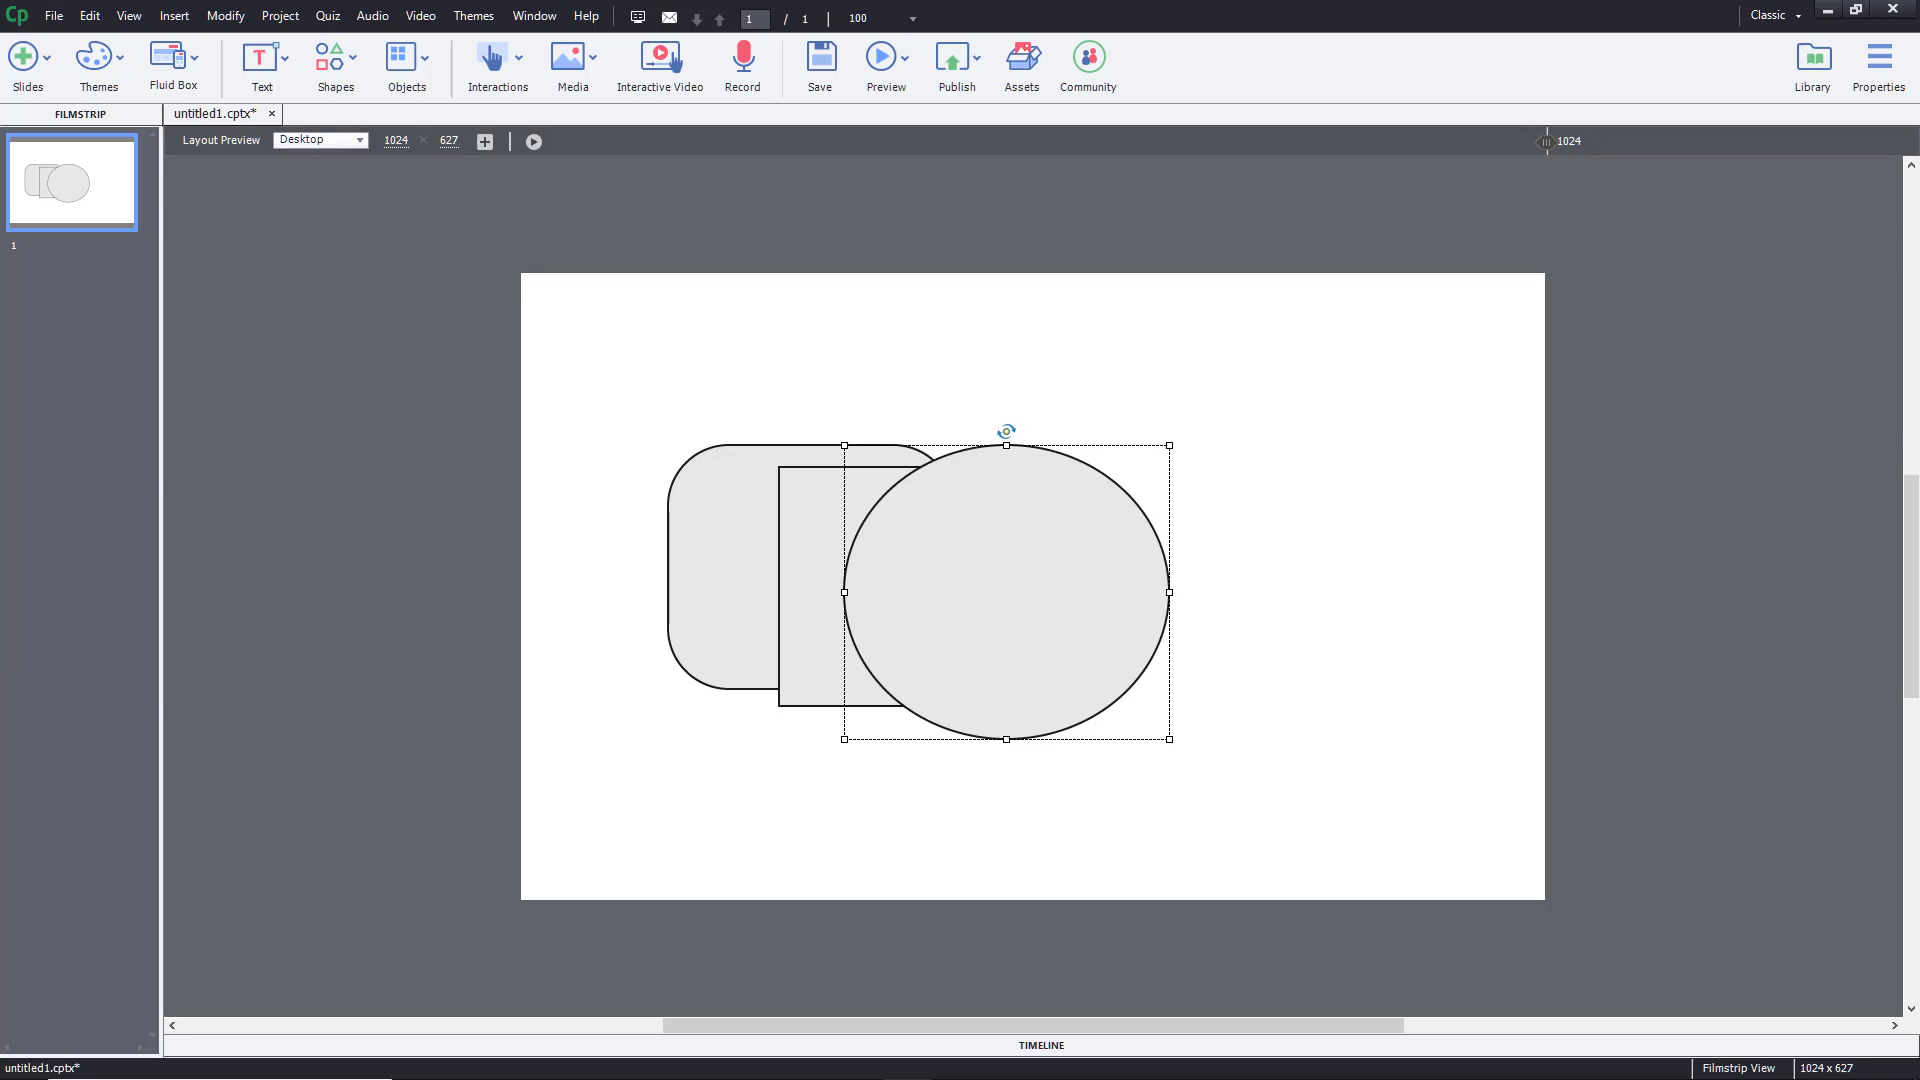 Cp File Edit View Insert Modify Project Quiz Audio Video Themes Window Help 1 / 1 100 Classic
Slides Themes Fluid Box Text Shapes Objects Interactions Media Interactive Video Record Save Preview Publish Assets Community Library Properties
FILMSTRIP untitled1.cptx* ×
Layout Preview Desktop 1024 × 627 1024
1
TIMELINE
untitled1.cptx* Filmstrip View 1024 x 627